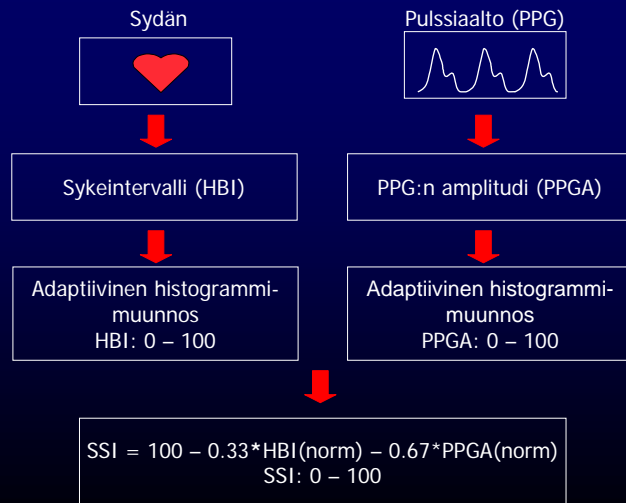 Sydän
Pulssiaalto (PPG)
Sykeintervalli (HBI)
PPG:n amplitudi (PPGA)
Adaptiivinen histogrammi-
muunnos
HBI: 0 – 100
Adaptiivinen histogrammi-
muunnos
PPGA: 0 – 100
SSI = 100 – 0.33*HBI(norm) – 0.67*PPGA(norm)
SSI: 0 – 100